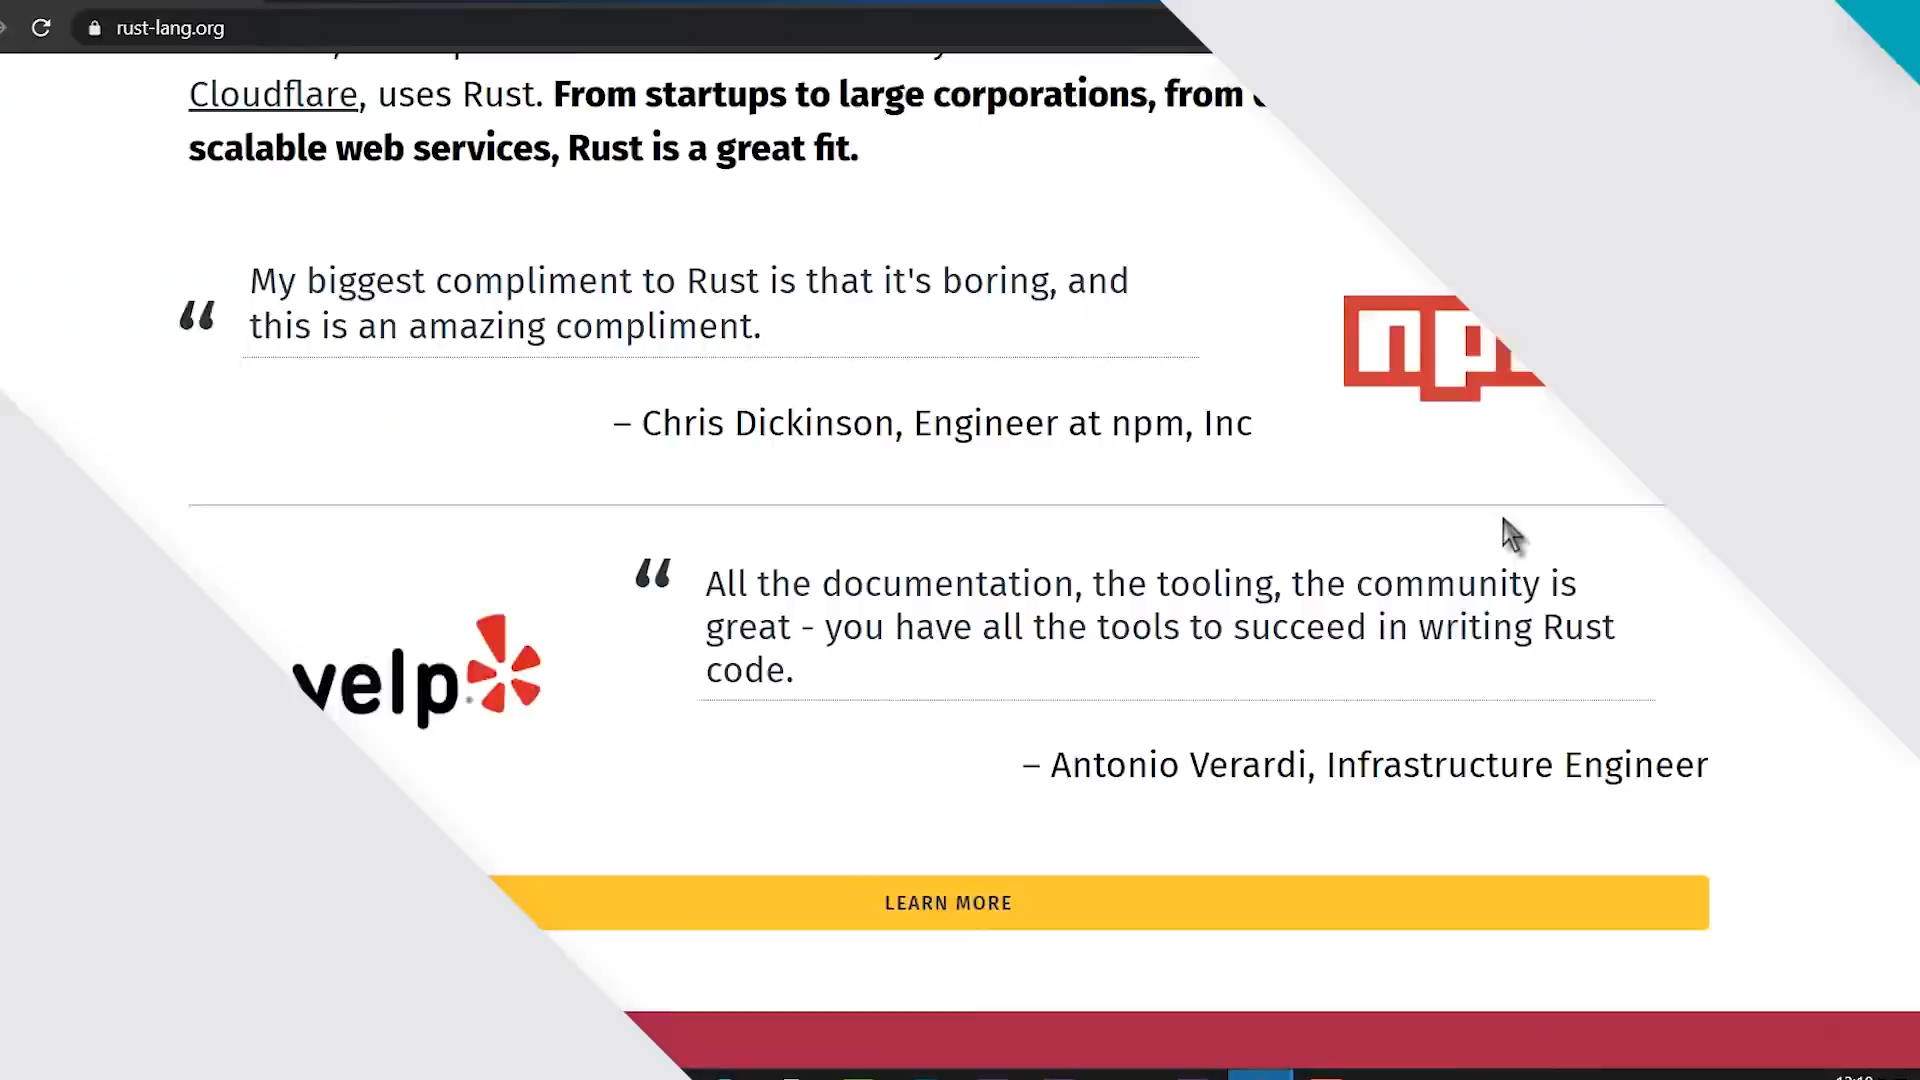 rust-lang.org
Cloudflare, uses Rust. From startups to large corporations, from
scalable web services, Rust is a great fit.
“ My biggest compliment to Rust is that it's boring, and
this is an amazing compliment.
– Chris Dickinson, Engineer at npm, Inc
“ All the documentation, the tooling, the community is
great - you have all the tools to succeed in writing Rust
code.
yelp
– Antonio Verardi, Infrastructure Engineer
LEARN MORE